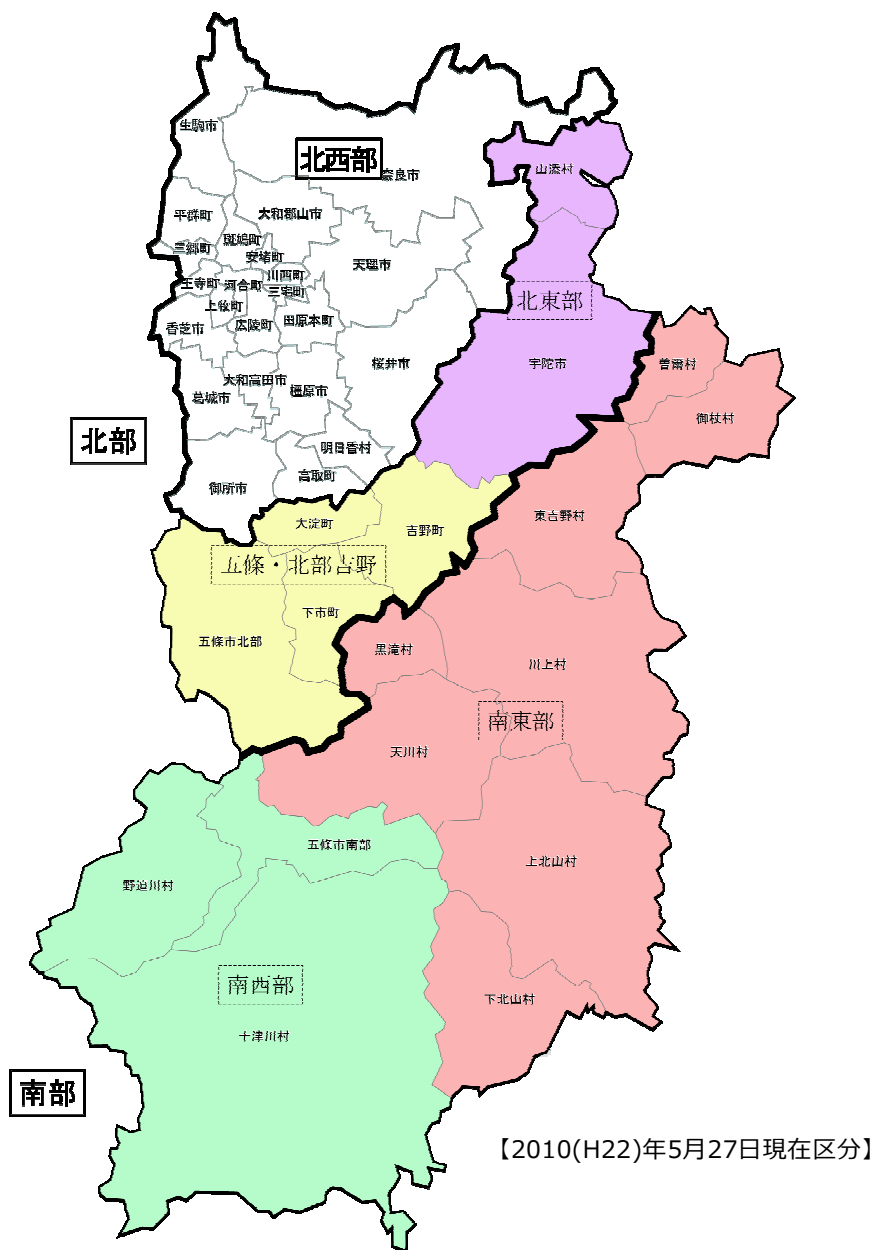 生駒市
北西部
奈良市
山添村
平群町
大和郡山市
斑鳩町
三郷町
安堵町
天理市
川西町
王寺町
河合町
三宅町
北東部
上牧町
香芝市
広陵町
田原本町
桜井市
宇陀市
曽爾村
大和高田市
橿原市
葛城市
御杖村
北部
明日香村
高取町
御所市
大淀町
吉野町
東吉野村
五條・北部吉野
下市町
五條市北部
黒滝村
川上村
南東部
天川村
五條市南部
上北山村
野迫川村
南西部
下北山村
十津川村
南部
【2010(H22)年5月27日現在区分】